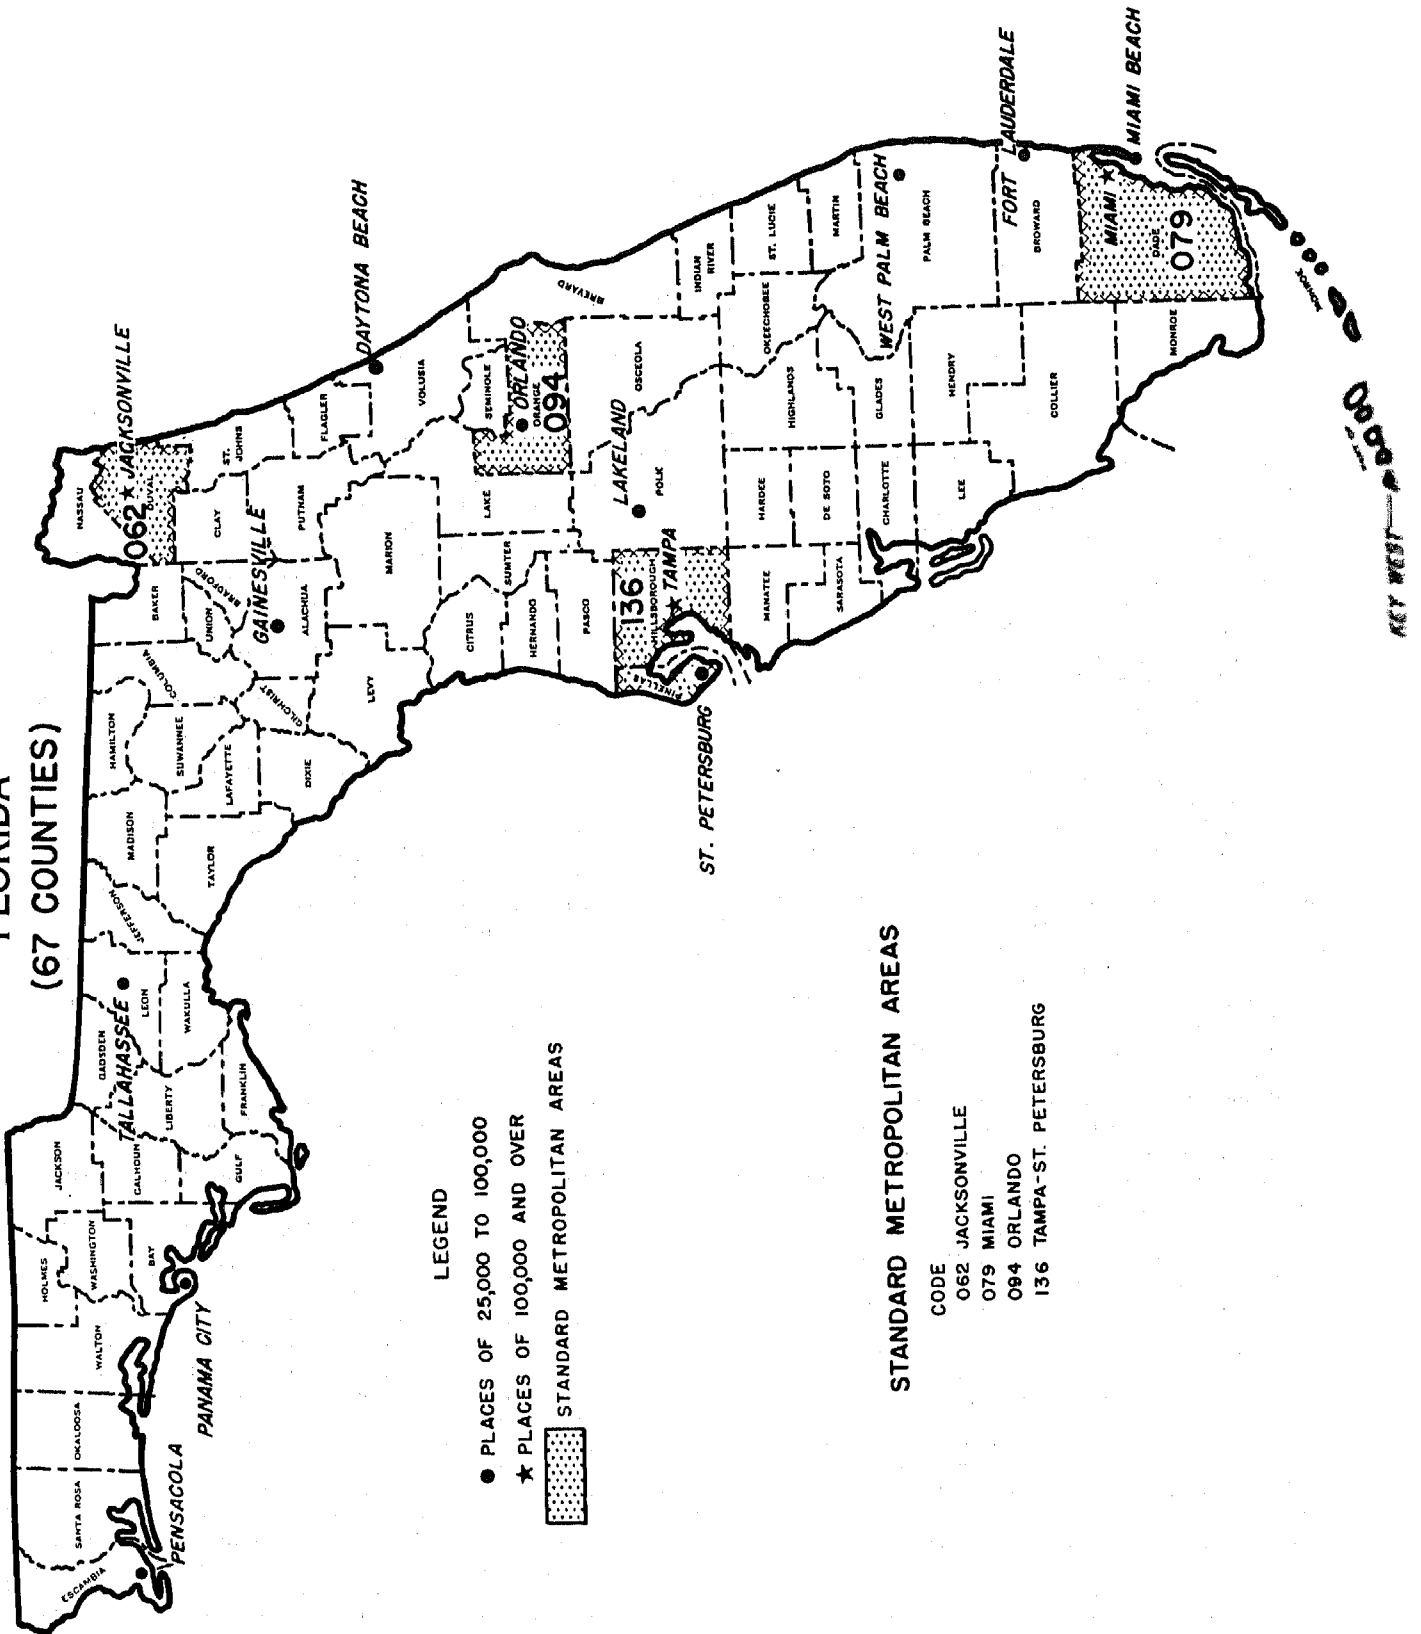 FLORIDA
(67 COUNTIES)
ESCAMBIA
SANTA ROSA
OKALOOSA
WALTON
HOLMES
WASHINGTON
BAY
JACKSON
CALHOUN
GULF
GADSDEN
LIBERTY
FRANKLIN
LEON
WAKULLA
JEFFERSON
MADISON
TAYLOR
HAMILTON
SUWANNEE
LAFAYETTE
DIXIE
COLUMBIA
GILCHRIST
LEVY
BAKER
UNION
BRADFORD
ALACHUA
NASSAU
DUVAL
CLAY
ST.
JOHNS
PUTNAM
FLAGLER
MARION
VOLUSIA
CITRUS
SUMTER
HERNANDO
PASCO
LAKE
SEMINOLE
ORANGE
BREVARD
OSCEOLA
POLK
HILLSBOROUGH
PINELLAS
INDIAN
RIVER
ST. LUCIE
OKEECHOBEE
MARTIN
HIGHLANDS
HARDEE
DE SOTO
MANATEE
SARASOTA
CHARLOTTE
GLADES
PALM BEACH
LEE
HENDRY
BROWARD
COLLIER
DADE
MONROE
MONROE
PENSACOLA
PANAMA CITY
TALLAHASSEE
062 JACKSONVILLE
GAINESVILLE
DAYTONA BEACH
ORLANDO
094
LAKELAND
136
TAMPA
ST. PETERSBURG
WEST PALM BEACH
FORT LAUDERDALE
MIAMI
079
MIAMI BEACH
KEY WEST
LEGEND
● PLACES OF 25,000 TO 100,000
★ PLACES OF 100,000 AND OVER
STANDARD METROPOLITAN AREAS
STANDARD METROPOLITAN AREAS
CODE
062 JACKSONVILLE
079 MIAMI
094 ORLANDO
136 TAMPA-ST. PETERSBURG